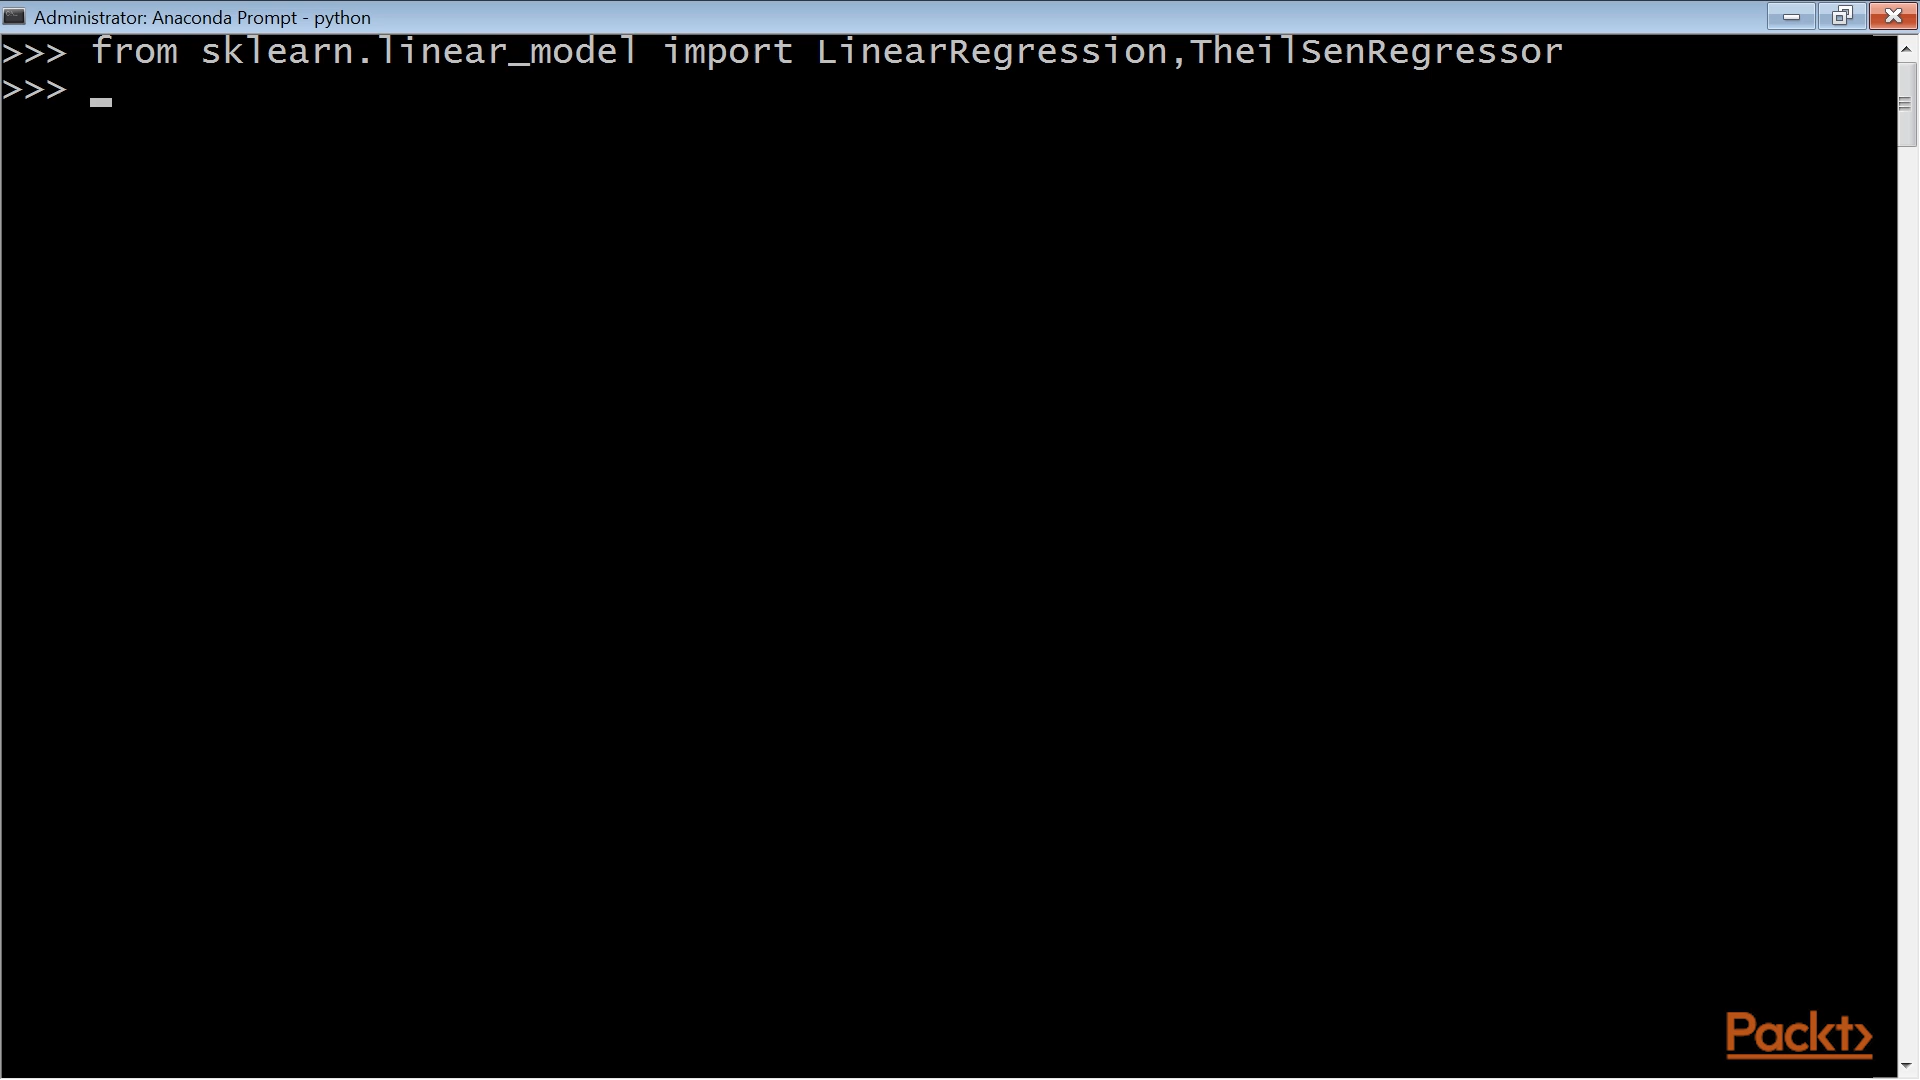 Administrator: Anaconda Prompt - python
>>> from sklearn.linear_model import LinearRegression,TheilSenRegressor
>>>
Packt>